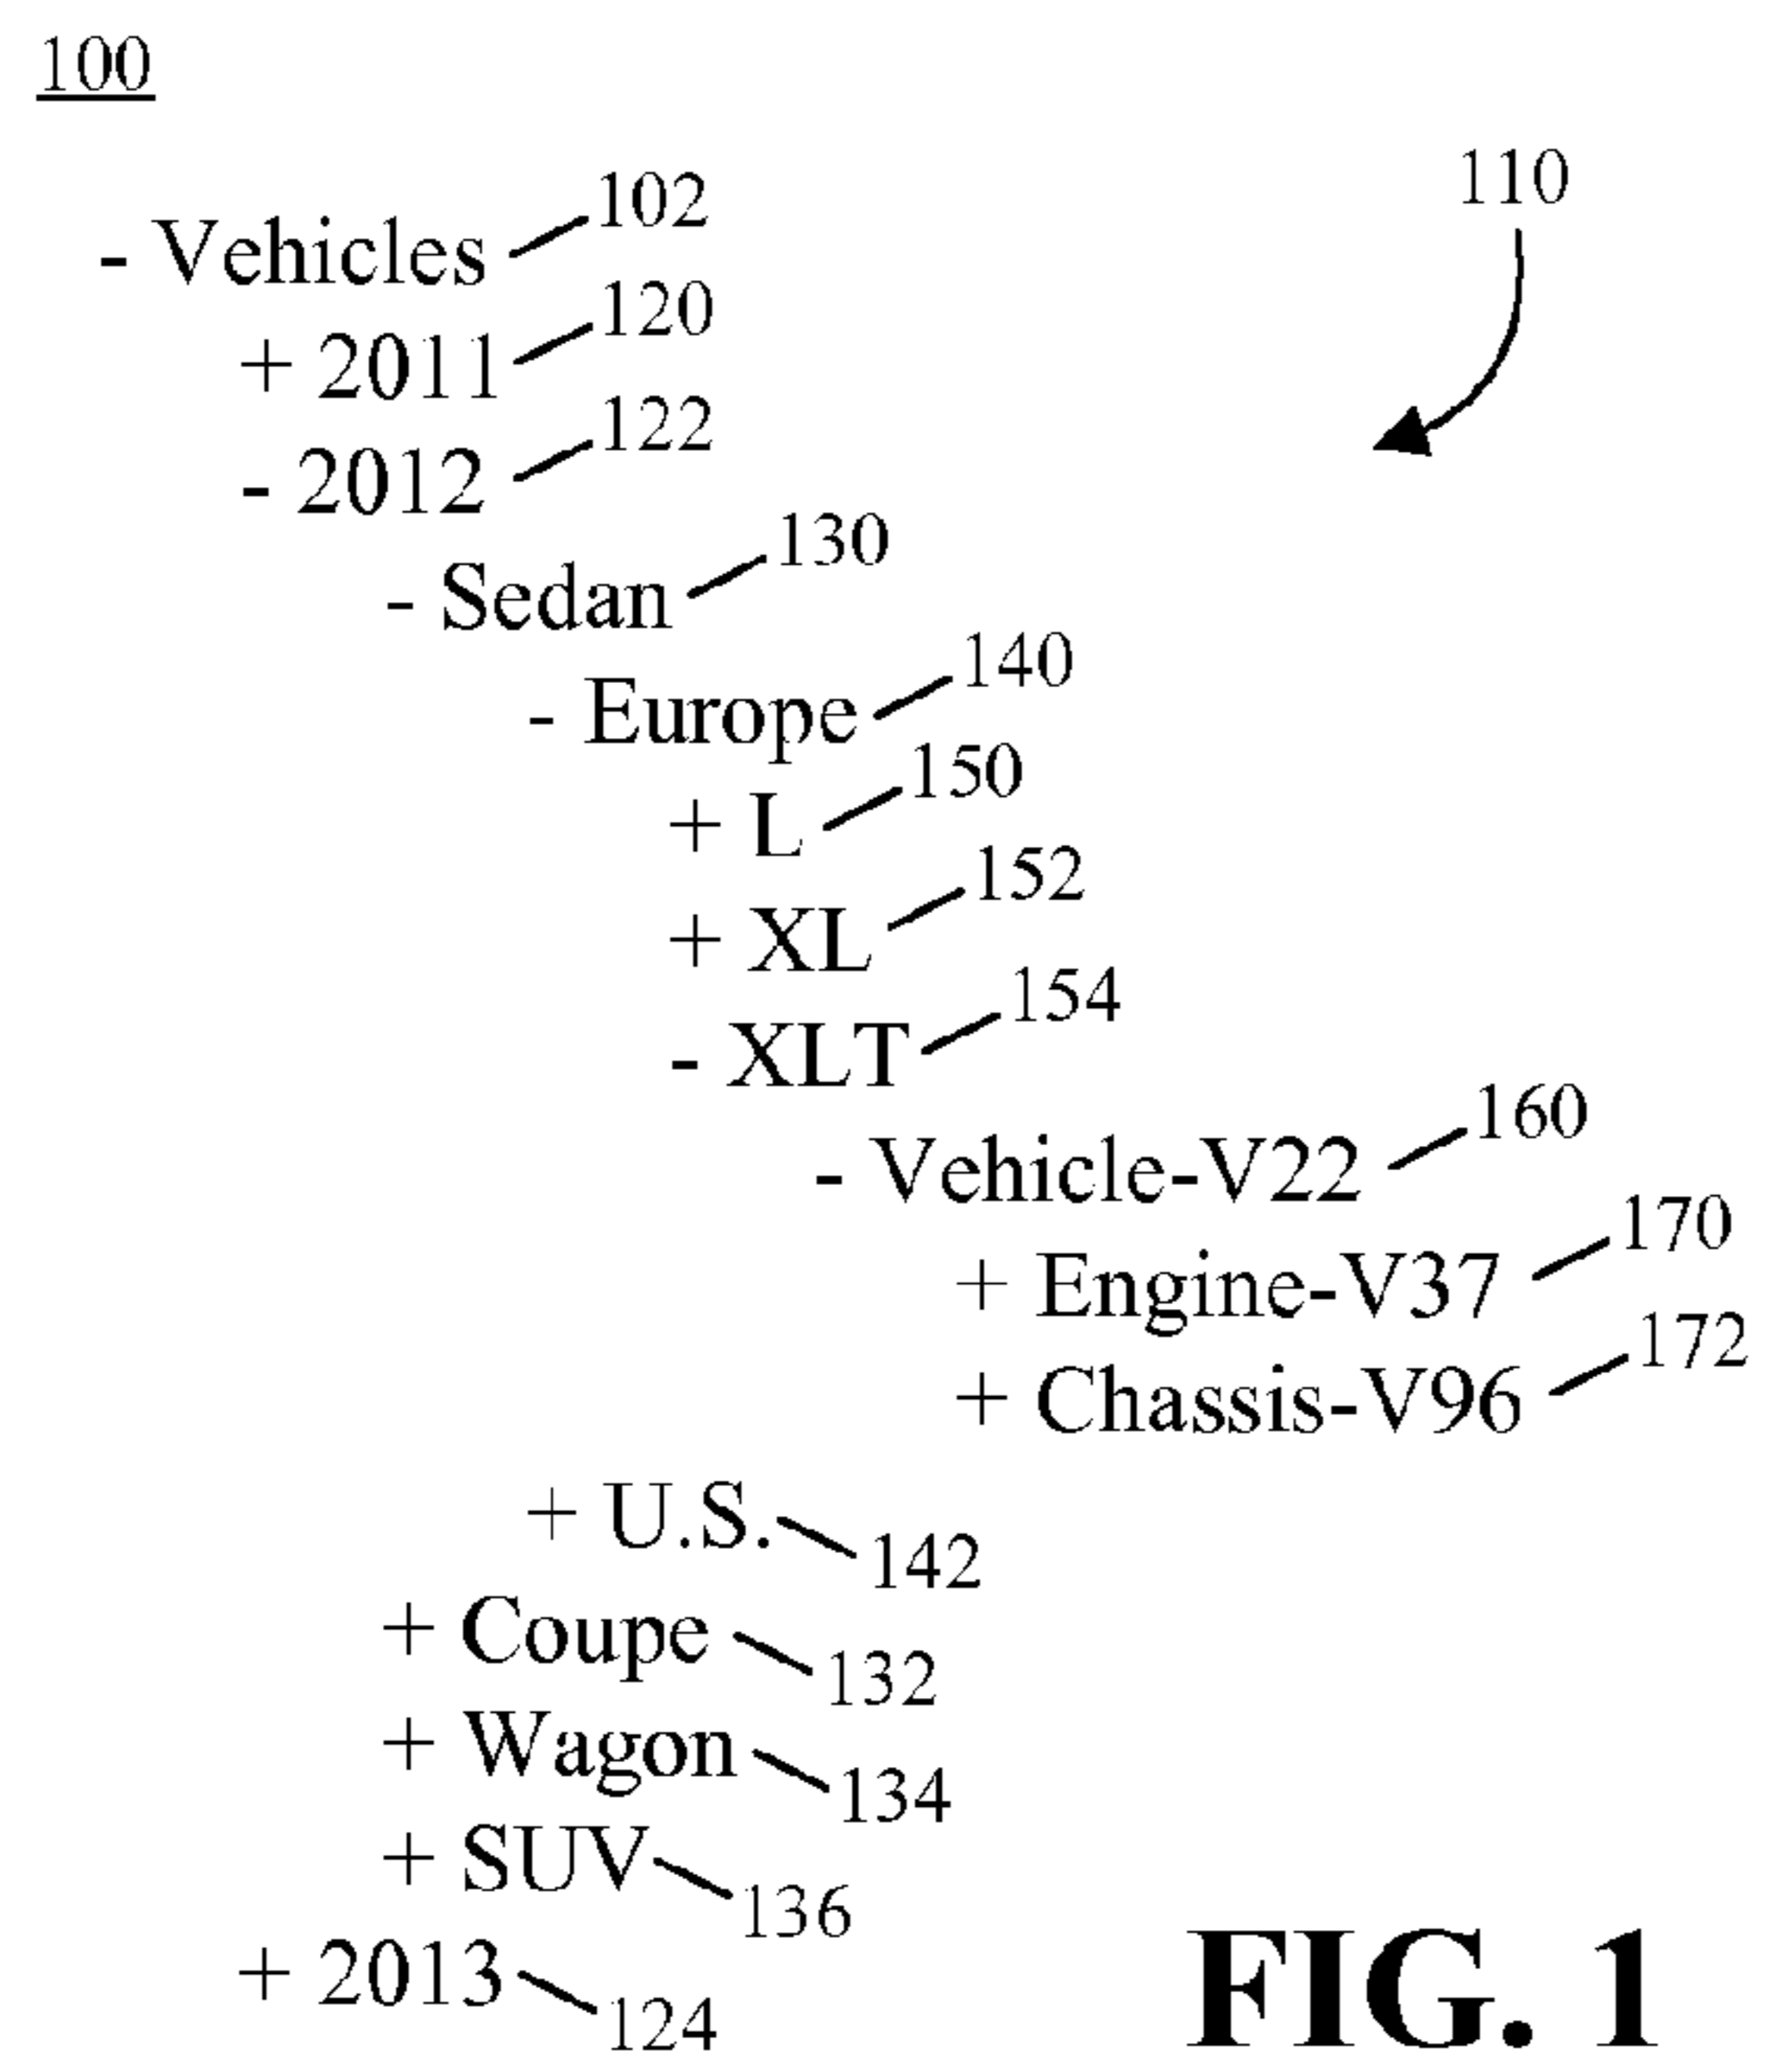 100
110
- Vehicles 102
+ 2011 120
- 2012 122
- Sedan 130
- Europe 140
+ L 150
+ XL 152
- XLT 154
- Vehicle-V22 160
+ Engine-V37 170
+ Chassis-V96 172
+ U.S. 142
+ Coupe 132
+ Wagon 134
+ SUV 136
+ 2013 124
FIG. 1